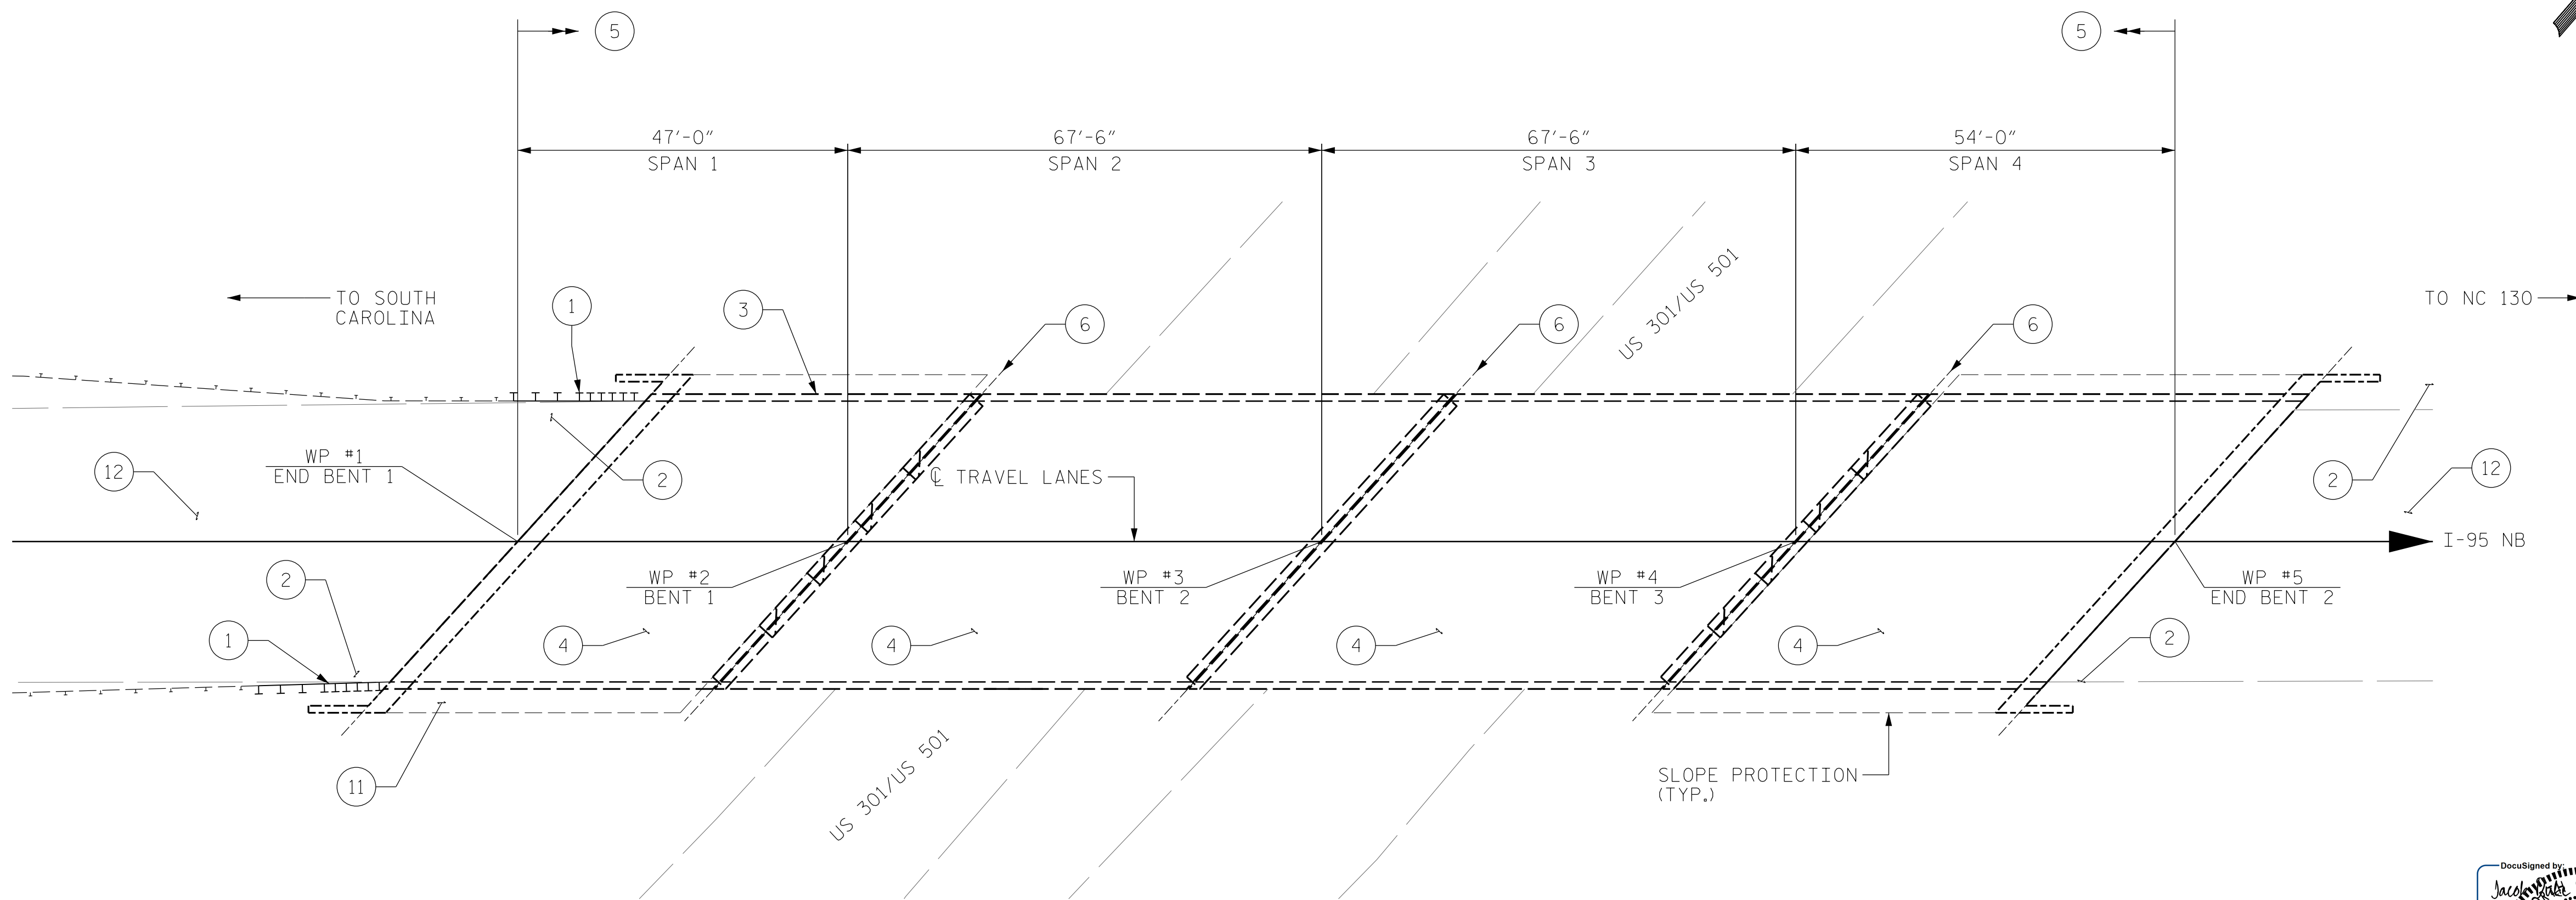 5
5
47'-0"
SPAN 1
67'-6"
SPAN 2
67'-6"
SPAN 3
54'-0"
SPAN 4
TO SOUTH
CAROLINA
1
3
6
6
US 301/US 501
6
TO NC 130
12
WP #1
END BENT 1
2
℄ TRAVEL LANES
2
12
I-95 NB
2
WP #2
BENT 1
WP #3
BENT 2
WP #4
BENT 3
WP #5
END BENT 2
1
4
4
4
4
2
11
US 301/US 501
SLOPE PROTECTION
(TYP.)
DocuSigned by:
Jacob